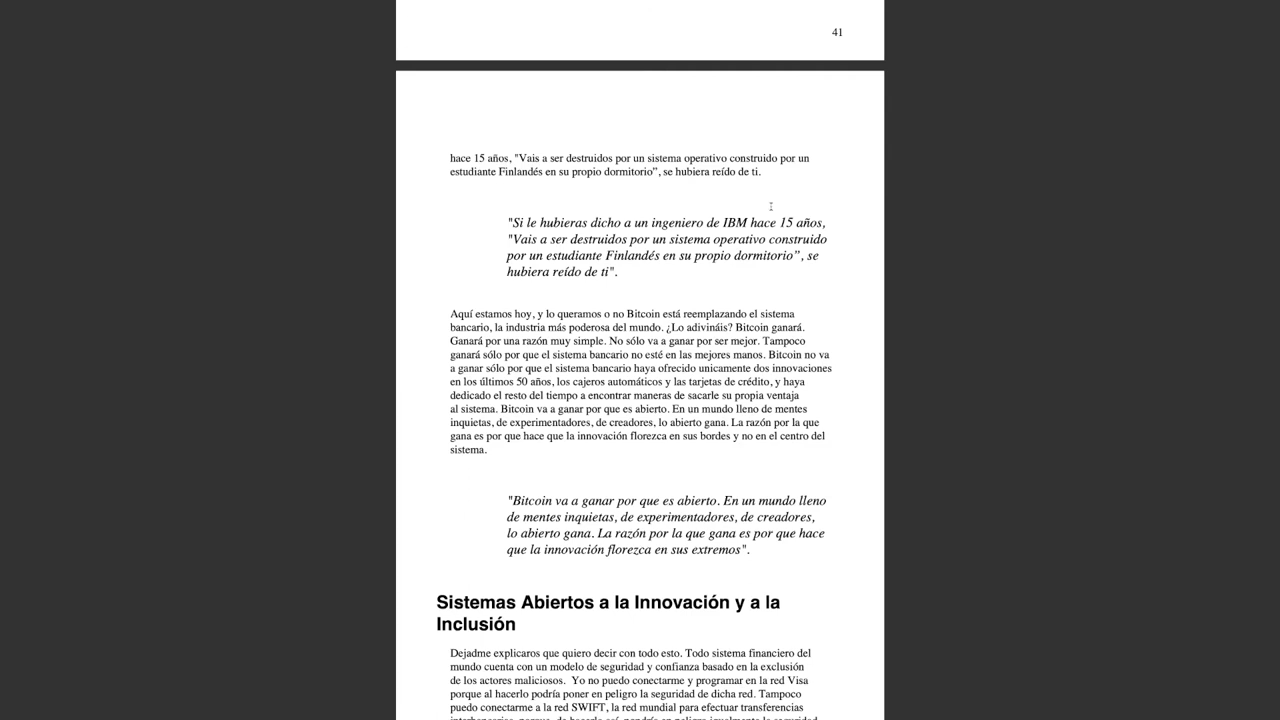 41
hace 15 años, "Vais a ser destruidos por un sistema operativo construido por un
estudiante Finlandés en su propio dormitorio”, se hubiera reído de ti.
"Si le hubieras dicho a un ingeniero de IBM hace 15 años,
"Vais a ser destruidos por un sistema operativo construido
por un estudiante Finlandés en su propio dormitorio”, se
hubiera reído de ti".
Aquí estamos hoy, y lo queramos o no Bitcoin está reemplazando el sistema
bancario, la industria más poderosa del mundo. ¿Lo adivináis? Bitcoin ganará.
Ganará por una razón muy simple. No sólo va a ganar por ser mejor. Tampoco
ganará sólo por que el sistema bancario no esté en las mejores manos. Bitcoin no va
a ganar sólo por que el sistema bancario haya ofrecido unicamente dos innovaciones
en los últimos 50 años, los cajeros automáticos y las tarjetas de crédito, y haya
dedicado el resto del tiempo a encontrar maneras de sacarle su propia ventaja
al sistema. Bitcoin va a ganar por que es abierto. En un mundo lleno de mentes
inquietas, de experimentadores, de creadores, lo abierto gana. La razón por la que
gana es por que hace que la innovación florezca en sus bordes y no en el centro del
sistema.
"Bitcoin va a ganar por que es abierto. En un mundo lleno
de mentes inquietas, de experimentadores, de creadores,
lo abierto gana. La razón por la que gana es por que hace
que la innovación florezca en sus extremos".
Sistemas Abiertos a la Innovación y a la
Inclusión
Dejadme explicaros que quiero decir con todo esto. Todo sistema financiero del
mundo cuenta con un modelo de seguridad y confianza basado en la exclusión
de los actores maliciosos. Yo no puedo conectarme y programar en la red Visa
porque al hacerlo podría poner en peligro la seguridad de dicha red. Tampoco
puedo conectarme a la red SWIFT, la red mundial para efectuar transferencias